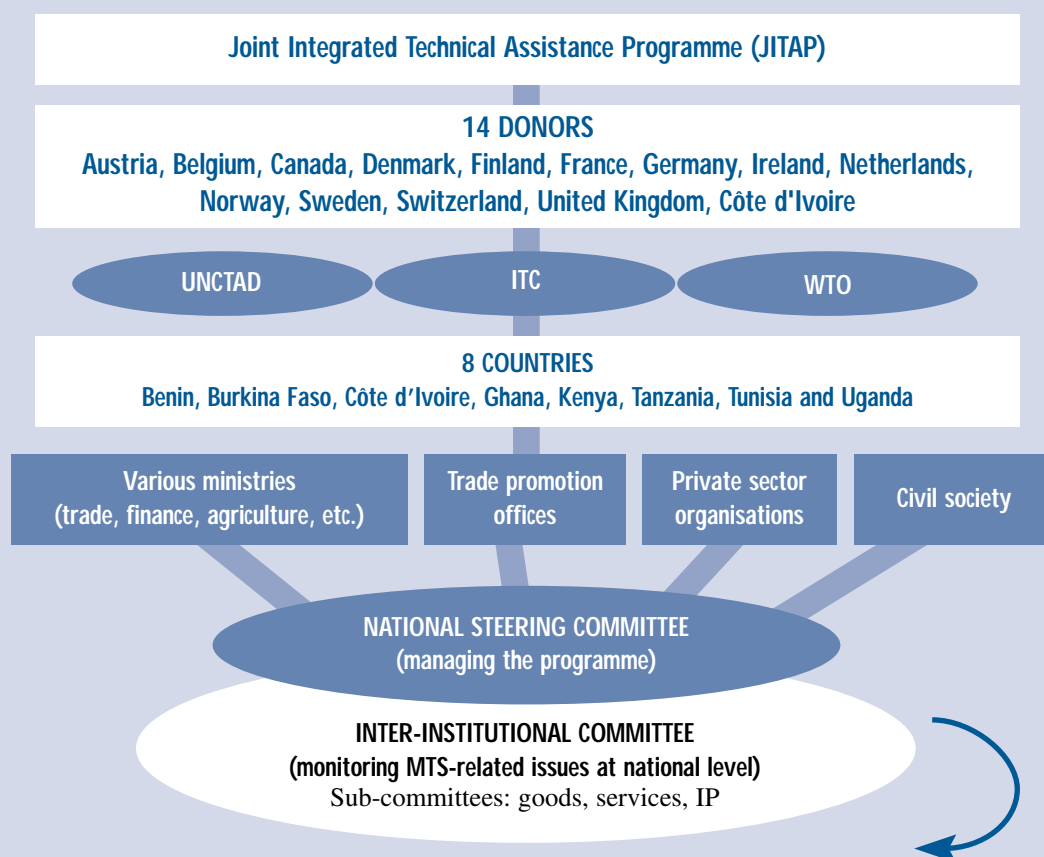 Joint Integrated Technical Assistance Programme (JITAP)
14 DONORS
Austria, Belgium, Canada, Denmark, Finland, France, Germany, Ireland, Netherlands,
Norway, Sweden, Switzerland, United Kingdom, Côte d'Ivoire
UNCTAD
ITC
WTO
8 COUNTRIES
Benin, Burkina Faso, Côte d’Ivoire, Ghana, Kenya, Tanzania, Tunisia and Uganda
Various ministries
(trade, finance, agriculture, etc.)
Trade promotion
offices
Private sector
organisations
Civil society
NATIONAL STEERING COMMITTEE
(managing the programme)
INTER-INSTITUTIONAL COMMITTEE
(monitoring MTS-related issues at national level)
Sub-committees: goods, services, IP